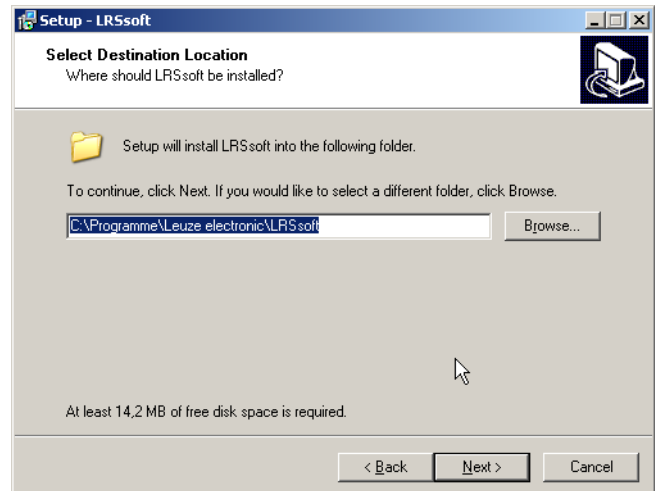 Setup - LRSsoft
Select Destination Location
Where should LRSsoft be installed?
Setup will install LRSsoft into the following folder.
To continue, click Next. If you would like to select a different folder, click Browse.
C:\Programme\Leuze electronic\LRSsoft
Browse...
At least 14,2 MB of free disk space is required.
< Back
Next >
Cancel